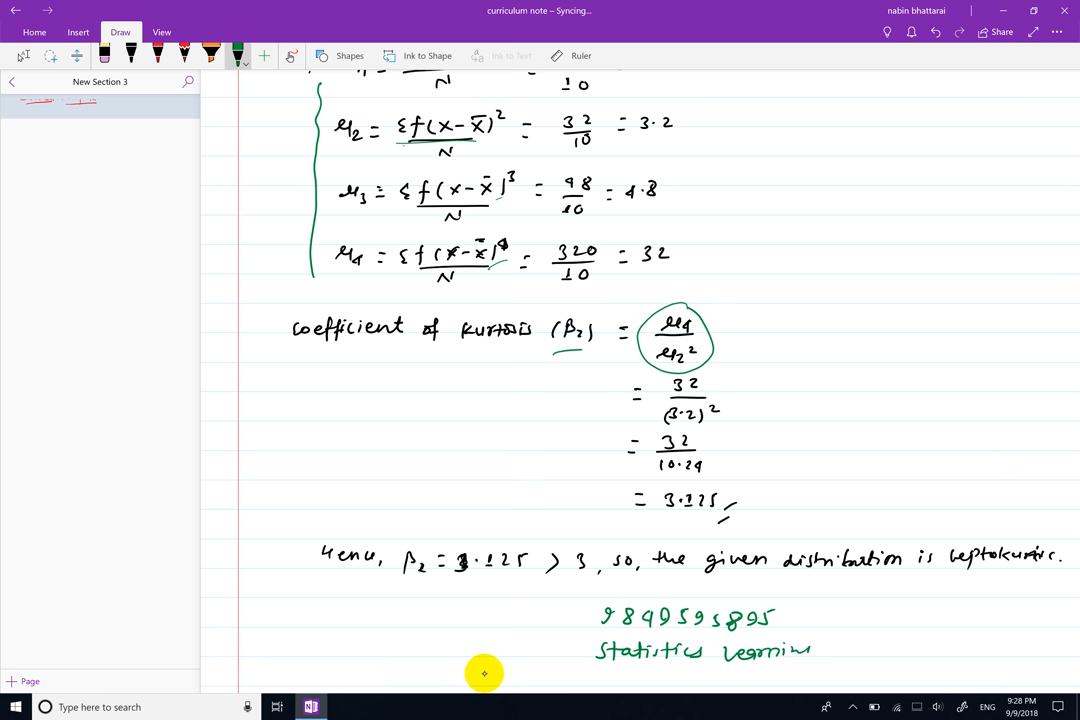 curriculum note – Syncing...
nabin bhattarai
Home Insert Draw View
Share
Shapes Ink to Shape Ink to Text Ruler
New Section 3
N 10
μ2 = Σf(x-x̄)² / N = 32/10 = 3.2
μ3 = Σf(x-x̄)³ / N = 48/10 = 4.8
μ4 = Σf(x-x̄)⁴ / N = 320/10 = 32
coefficient of kurtosis (β2) = μ4/μ2²
= 32/(3.2)²
= 32/10.24
= 3.125
Hence, β2 = 3.125 > 3, so, the given distribution is leptokurtic.
Statistics learning
Page
Type here to search
9:28 PM
9/9/2018